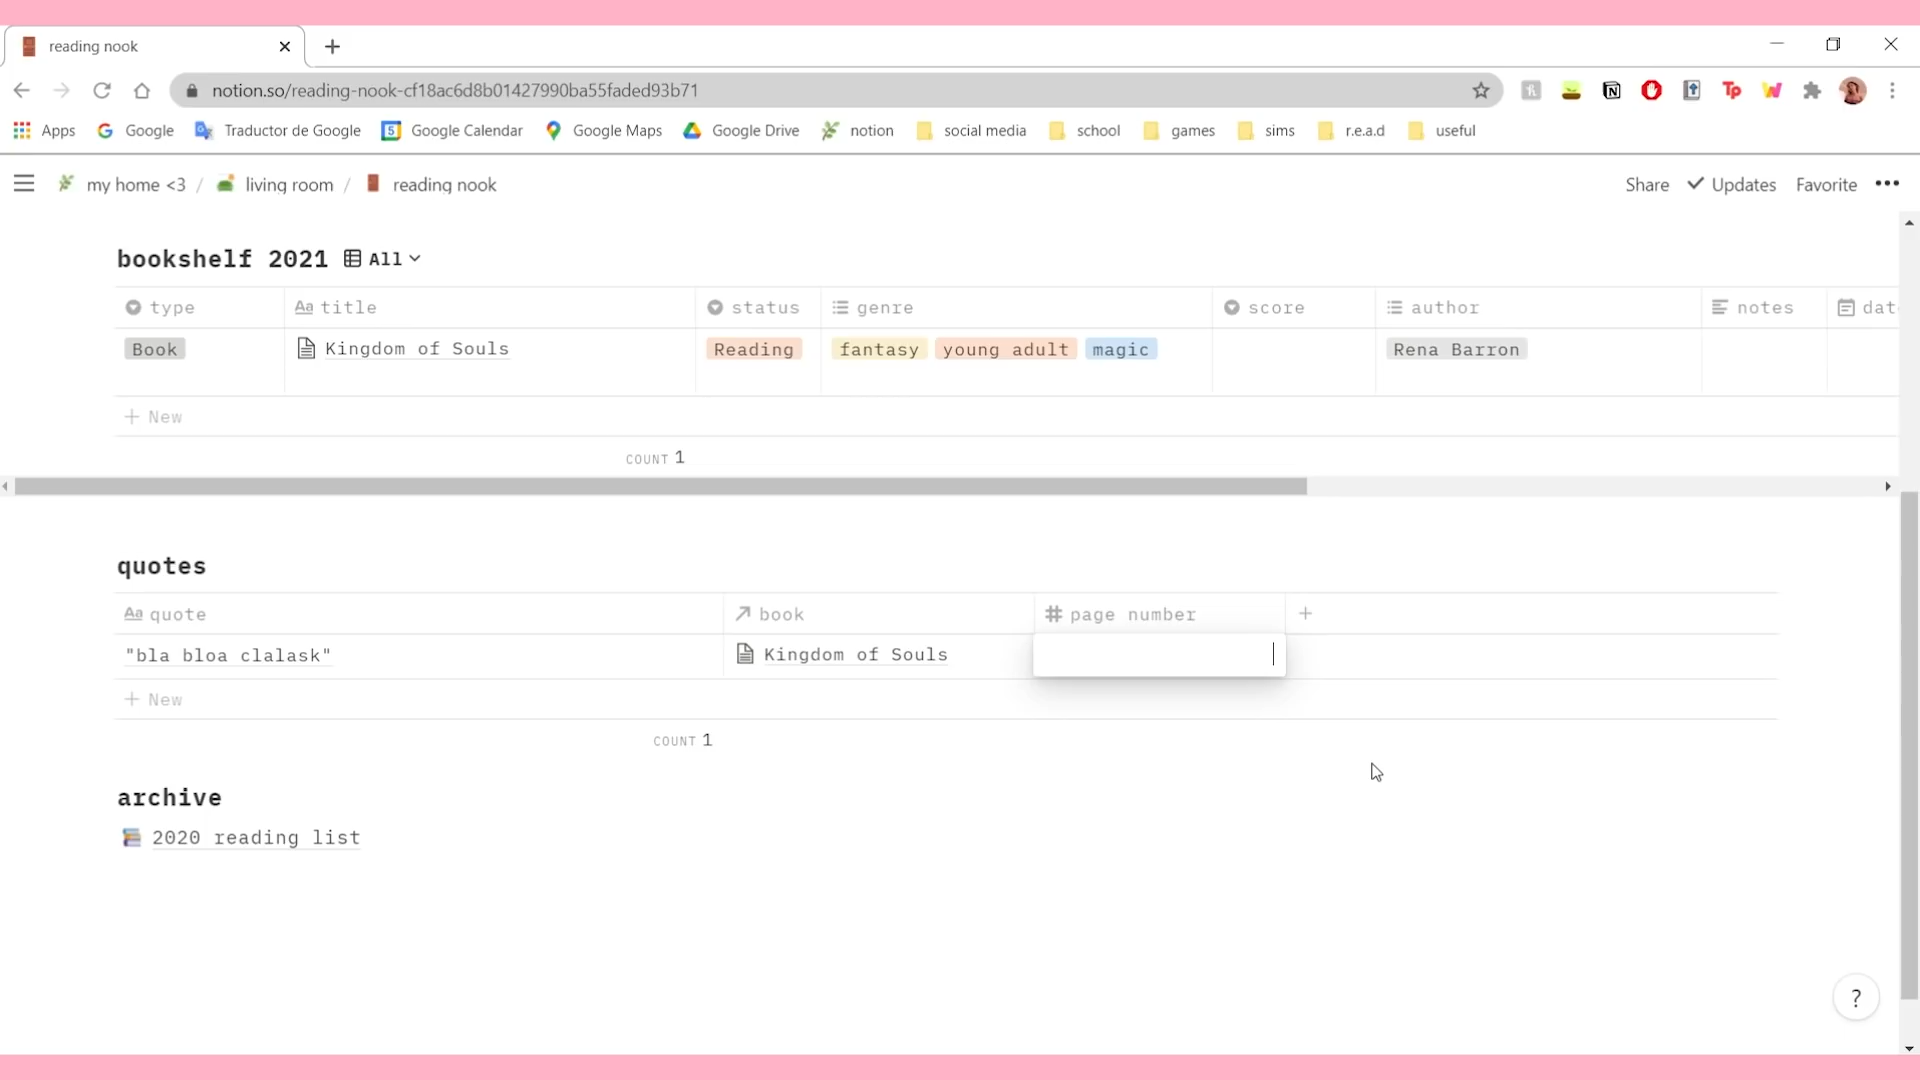 reading nook
notion.so/reading-nook-cf18ac6d8b01427990ba55faded93b71
Apps Google Traductor de Google Google Calendar Google Maps Google Drive notion social media school games sims r.e.a.d useful
my home <3 / living room / reading nook Share Updates Favorite
bookshelf 2021 All
type Aa title status genre score author notes dat
Book Kingdom of Souls Reading fantasy young adult magic Rena Barron
+ New
COUNT 1
quotes
Aa quote book # page number +
"bla bloa clalask" Kingdom of Souls
+ New
COUNT 1
archive
2020 reading list
?